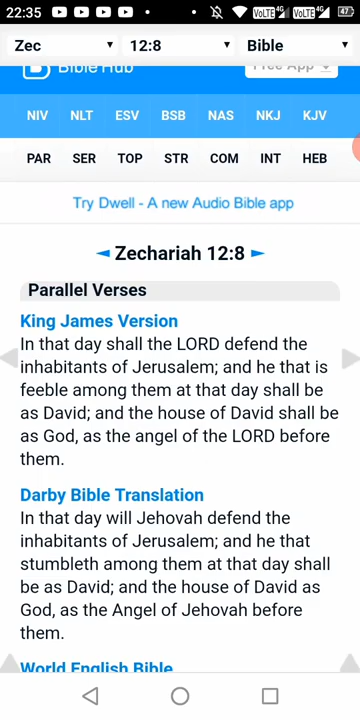 22:35 VoLTE 4G VoLTE 4G 47
Zec 12:8 Bible
Bible Hub Free App
NIV NLT ESV BSB NAS NKJ KJV
PAR SER TOP STR COM INT HEB
Try Dwell - A new Audio Bible app
◄ Zechariah 12:8 ►
Parallel Verses
King James Version
In that day shall the LORD defend the
inhabitants of Jerusalem; and he that is
feeble among them at that day shall be
as David; and the house of David shall be
as God, as the angel of the LORD before
them.
Darby Bible Translation
In that day will Jehovah defend the
inhabitants of Jerusalem; and he that
stumbleth among them at that day shall
be as David; and the house of David as
God, as the Angel of Jehovah before
them.
World English Bible